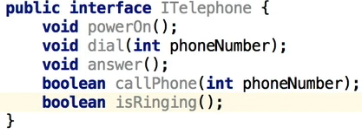 public interface ITelephone {
    void powerOn();
    void dial(int phoneNumber);
    void answer();
    boolean callPhone(int phoneNumber);
    boolean isRinging();
}